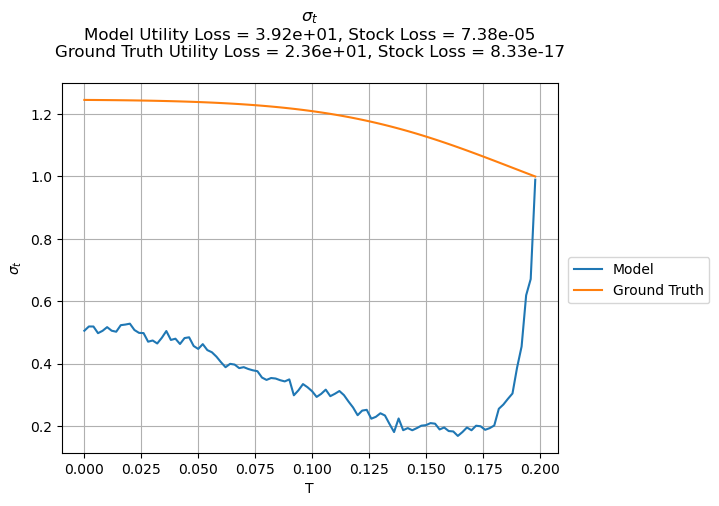 σt
Model Utility Loss = 3.92e+01, Stock Loss = 7.38e-05
Ground Truth Utility Loss = 2.36e+01, Stock Loss = 8.33e-17
1.2
1.0
0.8
0.6
0.4
0.2
σt
0.000 0.025 0.050 0.075 0.100 0.125 0.150 0.175 0.200
T
Model
Ground Truth